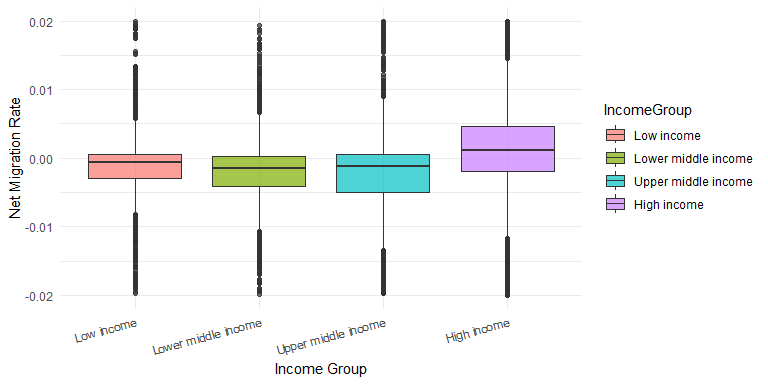 0.02
0.01
0.00
-0.01
-0.02
Net Migration Rate
Low income
Lower middle income
Upper middle income
High income
Income Group
IncomeGroup
Low income
Lower middle income
Upper middle income
High income